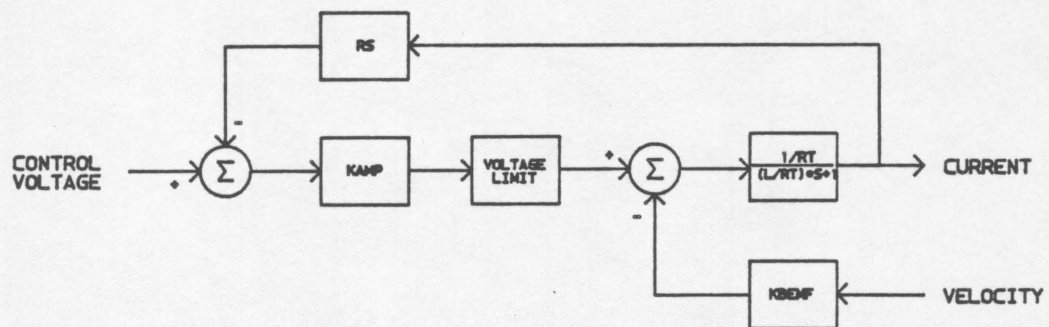 RS
-
CONTROL
VOLTAGE
+
Σ
KAMP
VOLTAGE
LIMIT
+
Σ
-
1/RT
(L/RT)*S+1
CURRENT
KBEMF
VELOCITY